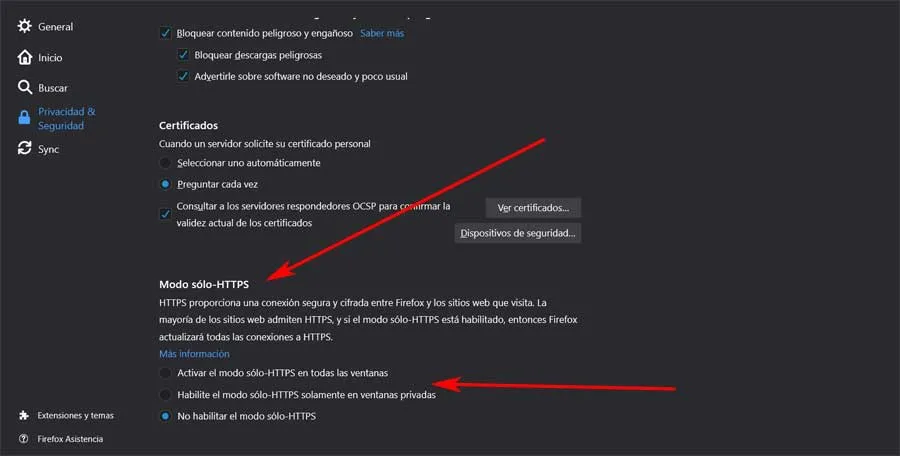 General
Inicio
Buscar
Privacidad &
Seguridad
Sync
Extensiones y temas
Firefox Asistencia
Bloquear contenido peligroso y engañoso Saber más
Bloquear descargas peligrosas
Advertirle sobre software no deseado y poco usual
Certificados
Cuando un servidor solicite su certificado personal
Seleccionar uno automáticamente
Preguntar cada vez
Consultar a los servidores respondedores OCSP para confirmar la
validez actual de los certificados
Ver certificados...
Dispositivos de seguridad...
Modo sólo-HTTPS
HTTPS proporciona una conexión segura y cifrada entre Firefox y los sitios web que visita. La
mayoría de los sitios web admiten HTTPS, y si el modo sólo-HTTPS está habilitado, entonces Firefox
actualizará todas las conexiones a HTTPS.
Más información
Activar el modo sólo-HTTPS en todas las ventanas
Habilite el modo sólo-HTTPS solamente en ventanas privadas
No habilitar el modo sólo-HTTPS